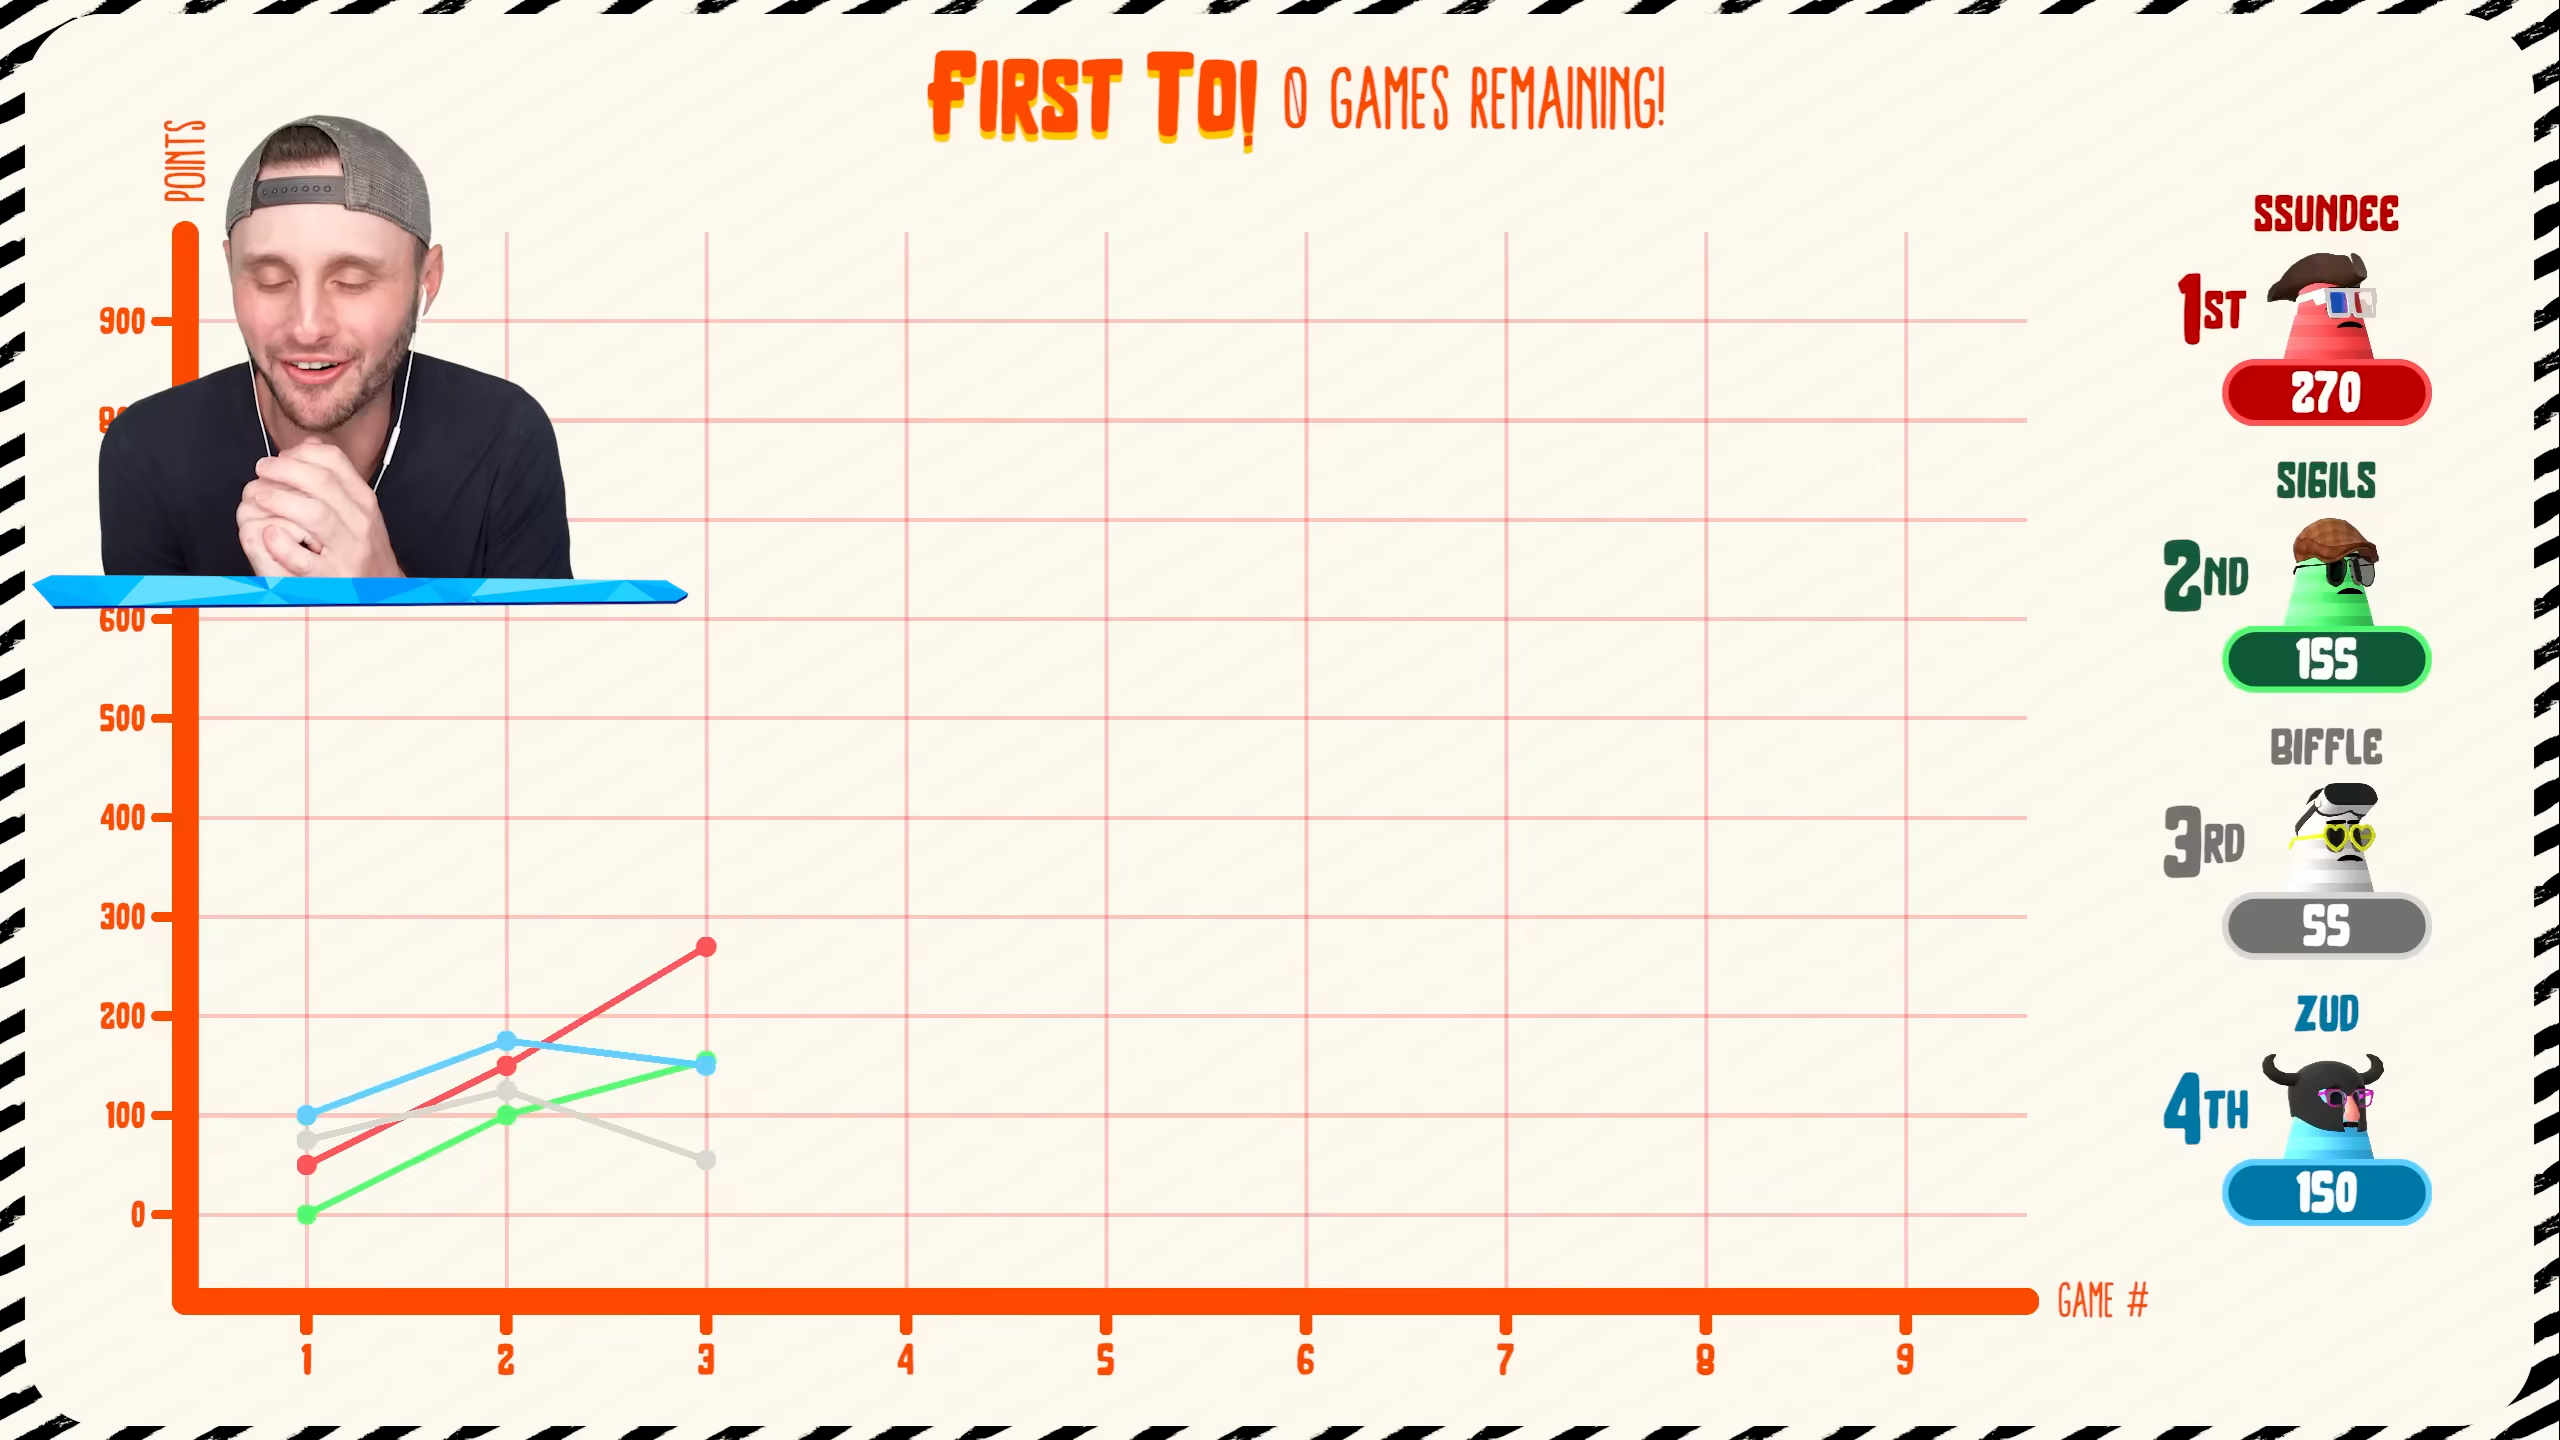 FIRST TO! 0 GAMES REMAINING!
POINTS
900
600
500
400
300
200
100
0
1 2 3 4 5 6 7 8 9
GAME #
SSUNDEE
1ST
270
SIGILS
2ND
155
BIFFLE
3RD
55
ZUD
4TH
150